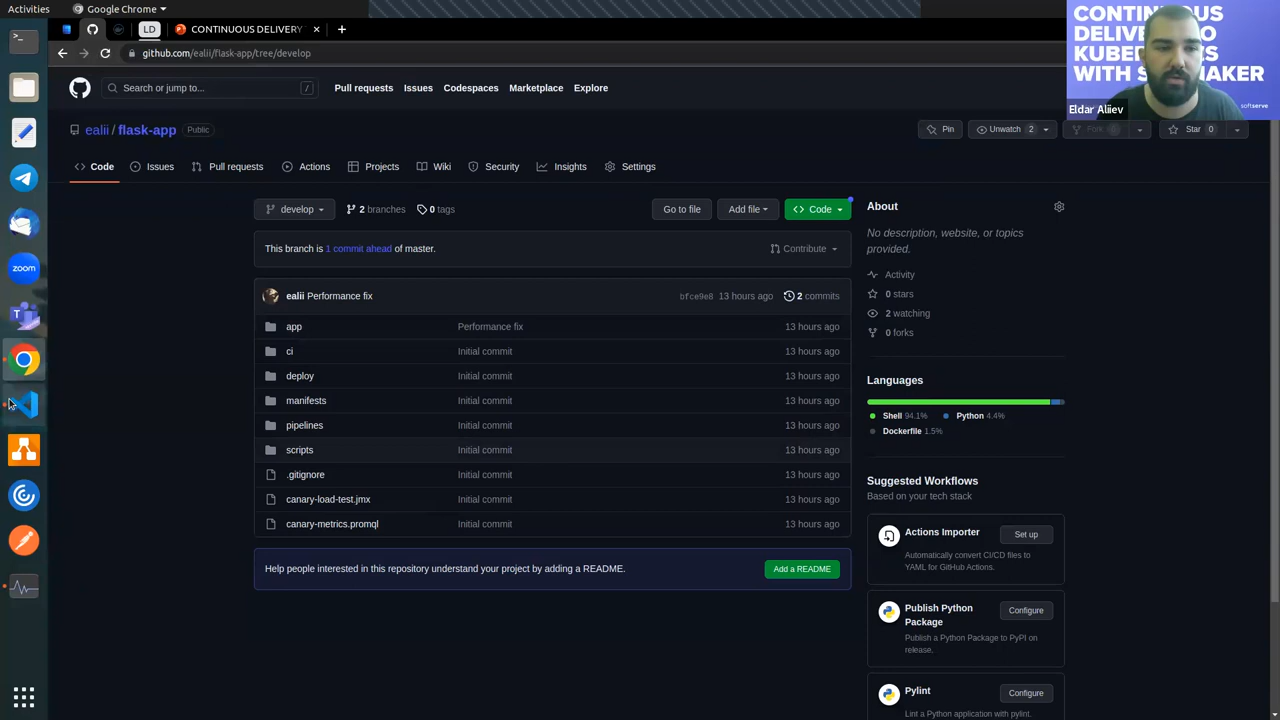 Activities
Google Chrome
LD
CONTINUOUS DELIVERY
github.com/ealii/flask-app/tree/develop
CONTINUOUS
KUBERNETES
softserve
Eldar Aliiev
Search or jump to...
/
Pull requests
Issues
Codespaces
Marketplace
Explore
ealii / flask-app
Public
Pin
Unwatch 2
Fork
Star 0
Code
Issues
Pull requests
Actions
Projects
Wiki
Security
Insights
Settings
develop
2 branches
0 tags
Go to file
Add file
Code
This branch is 1 commit ahead of master.
Contribute
ealii Performance fix
bfce9e8 13 hours ago
2 commits
app
Performance fix
13 hours ago
ci
Initial commit
13 hours ago
deploy
Initial commit
13 hours ago
manifests
Initial commit
13 hours ago
pipelines
Initial commit
13 hours ago
scripts
Initial commit
13 hours ago
.gitignore
Initial commit
13 hours ago
canary-load-test.jmx
Initial commit
13 hours ago
canary-metrics.promql
Initial commit
13 hours ago
Help people interested in this repository understand your project by adding a README.
Add a README
About
No description, website, or topics
provided.
Activity
0 stars
2 watching
0 forks
Languages
Shell 94.1%
Python 4.4%
Dockerfile 1.5%
Suggested Workflows
Based on your tech stack
Actions Importer
Set up
Automatically convert CI/CD files to
YAML for GitHub Actions.
Publish Python
Package
Configure
Publish a Python Package to PyPI on
release.
Pylint
Configure
Lint a Python application with pylint.
zoom